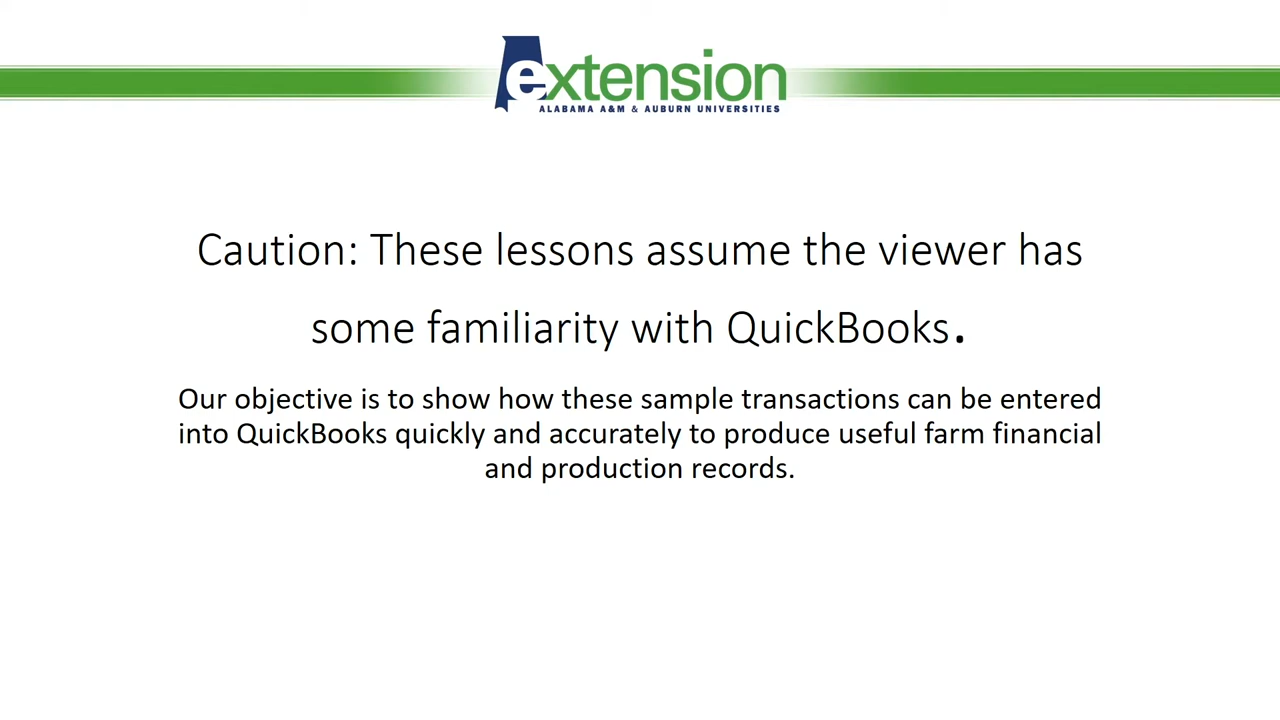 extension
ALABAMA A&M & AUBURN UNIVERSITIES
Caution: These lessons assume the viewer has
some familiarity with QuickBooks.
Our objective is to show how these sample transactions can be entered
into QuickBooks quickly and accurately to produce useful farm financial
and production records.